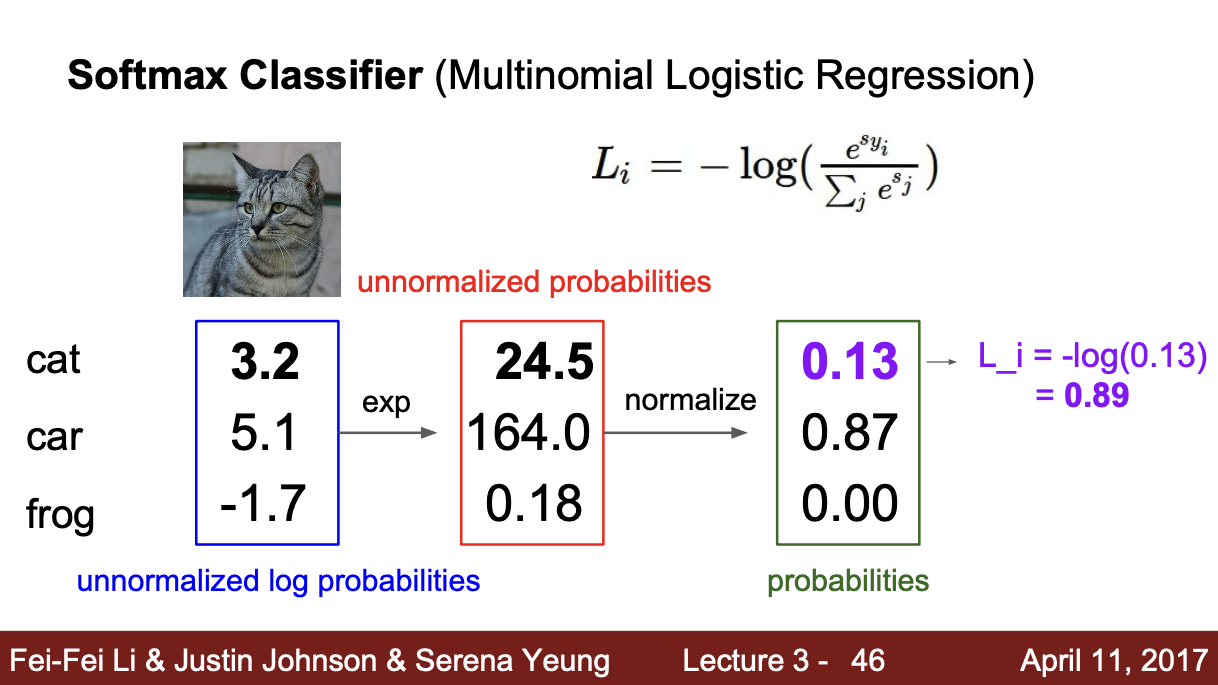 Softmax Classifier (Multinomial Logistic Regression)
L_i = − log( e^{s_{y_i}} / ∑_j e^{s_j} )
unnormalized probabilities
cat 3.2 24.5 0.13 L_i = -log(0.13)
= 0.89
exp normalize
car 5.1 164.0 0.87
frog -1.7 0.18 0.00
unnormalized log probabilities probabilities
Fei-Fei Li & Justin Johnson & Serena Yeung Lecture 3 - 46 April 11, 2017